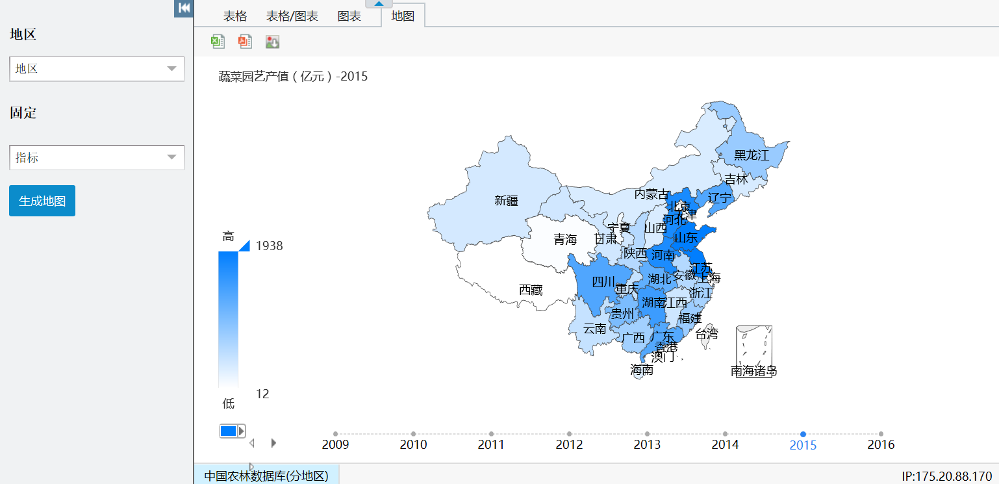 地区
地区
固定
指标
生成地图
表格 表格/图表 图表 地图
蔬菜园艺产值（亿元）-2015
高
1938
12
低
黑龙江
吉林
内蒙古
辽宁
新疆
北京
天津
河北
宁夏
山西
山东
青海
甘肃
陕西
河南
江苏
四川
湖北
安徽
上海
西藏
重庆
浙江
湖南
江西
贵州
福建
云南
广西
广东
台湾
香港
澳门
海南
南海诸岛
2009 2010 2011 2012 2013 2014 2015 2016
中国农林数据库(分地区)
IP:175.20.88.170